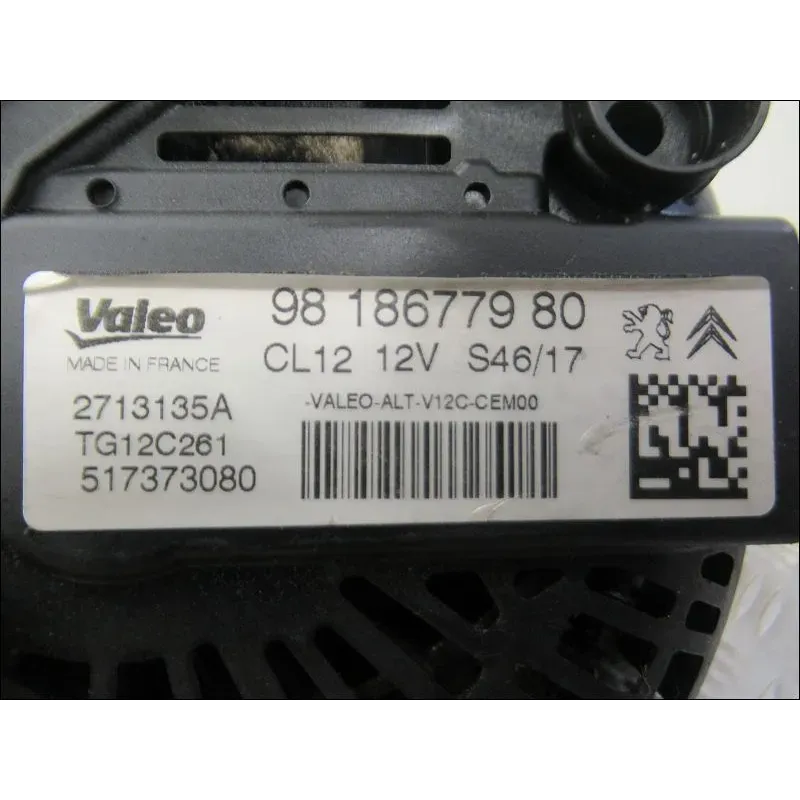 Valeo
MADE IN FRANCE
98 186779 80
CL12 12V S46/17
2713135A
TG12C261
517373080
-VALEO-ALT-V12C-CEM00